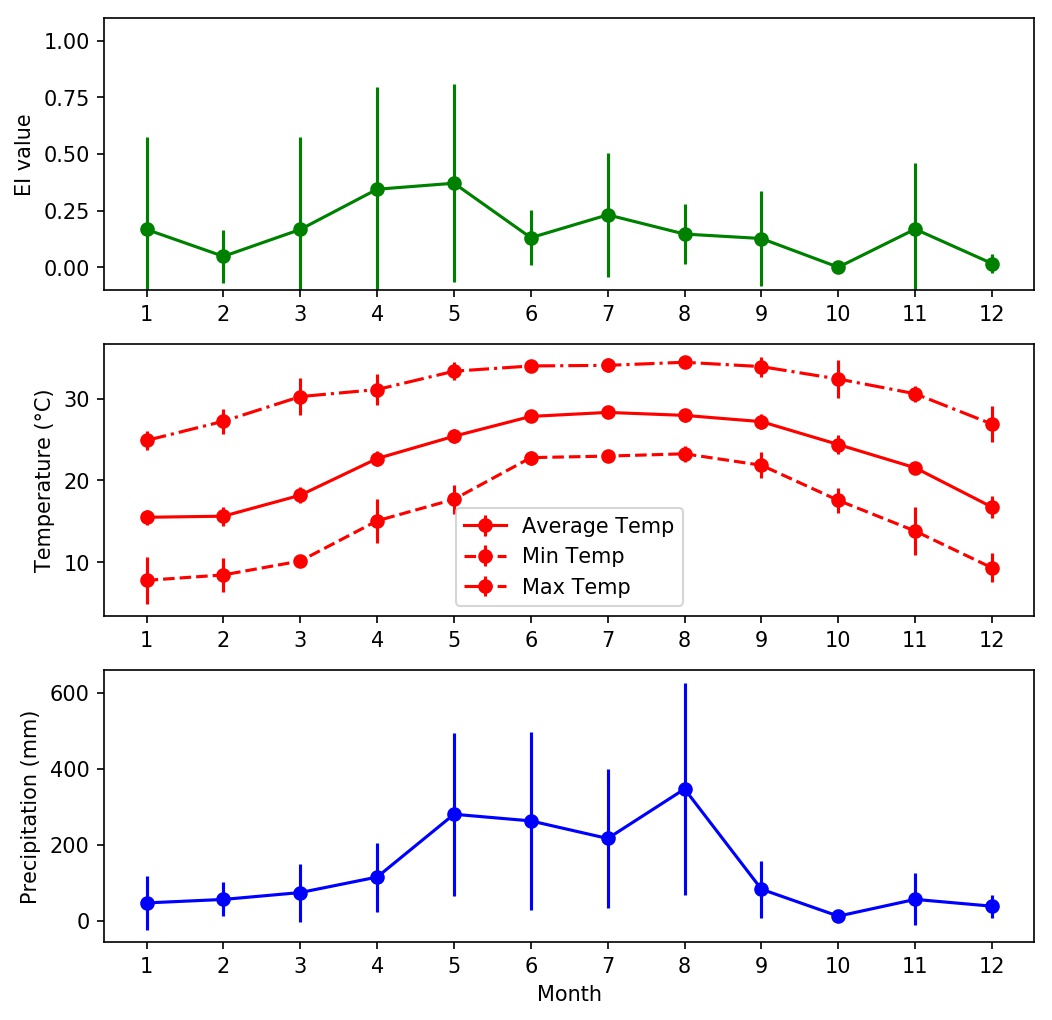 EI value
1.00
0.75
0.50
0.25
0.00
1 2 3 4 5 6 7 8 9 10 11 12
Temperature (°C)
30
20
10
Average Temp
Min Temp
Max Temp
1 2 3 4 5 6 7 8 9 10 11 12
Precipitation (mm)
600
400
200
0
1 2 3 4 5 6 7 8 9 10 11 12
Month